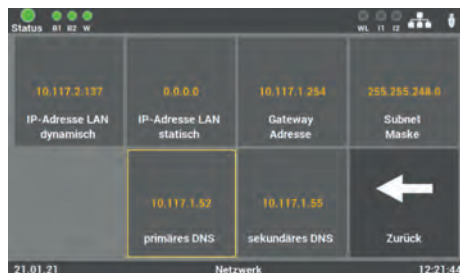 Status B1 B2 W WL I1 I2
10.117.2.137 0.0.0.0 10.117.1.254 255.255.248.0
IP-Adresse LAN IP-Adresse LAN Gateway Subnet
dynamisch statisch Adresse Maske
10.117.1.52 10.117.1.55
primäres DNS sekundäres DNS Zurück
21.01.21 Netzwerk 12:21:44